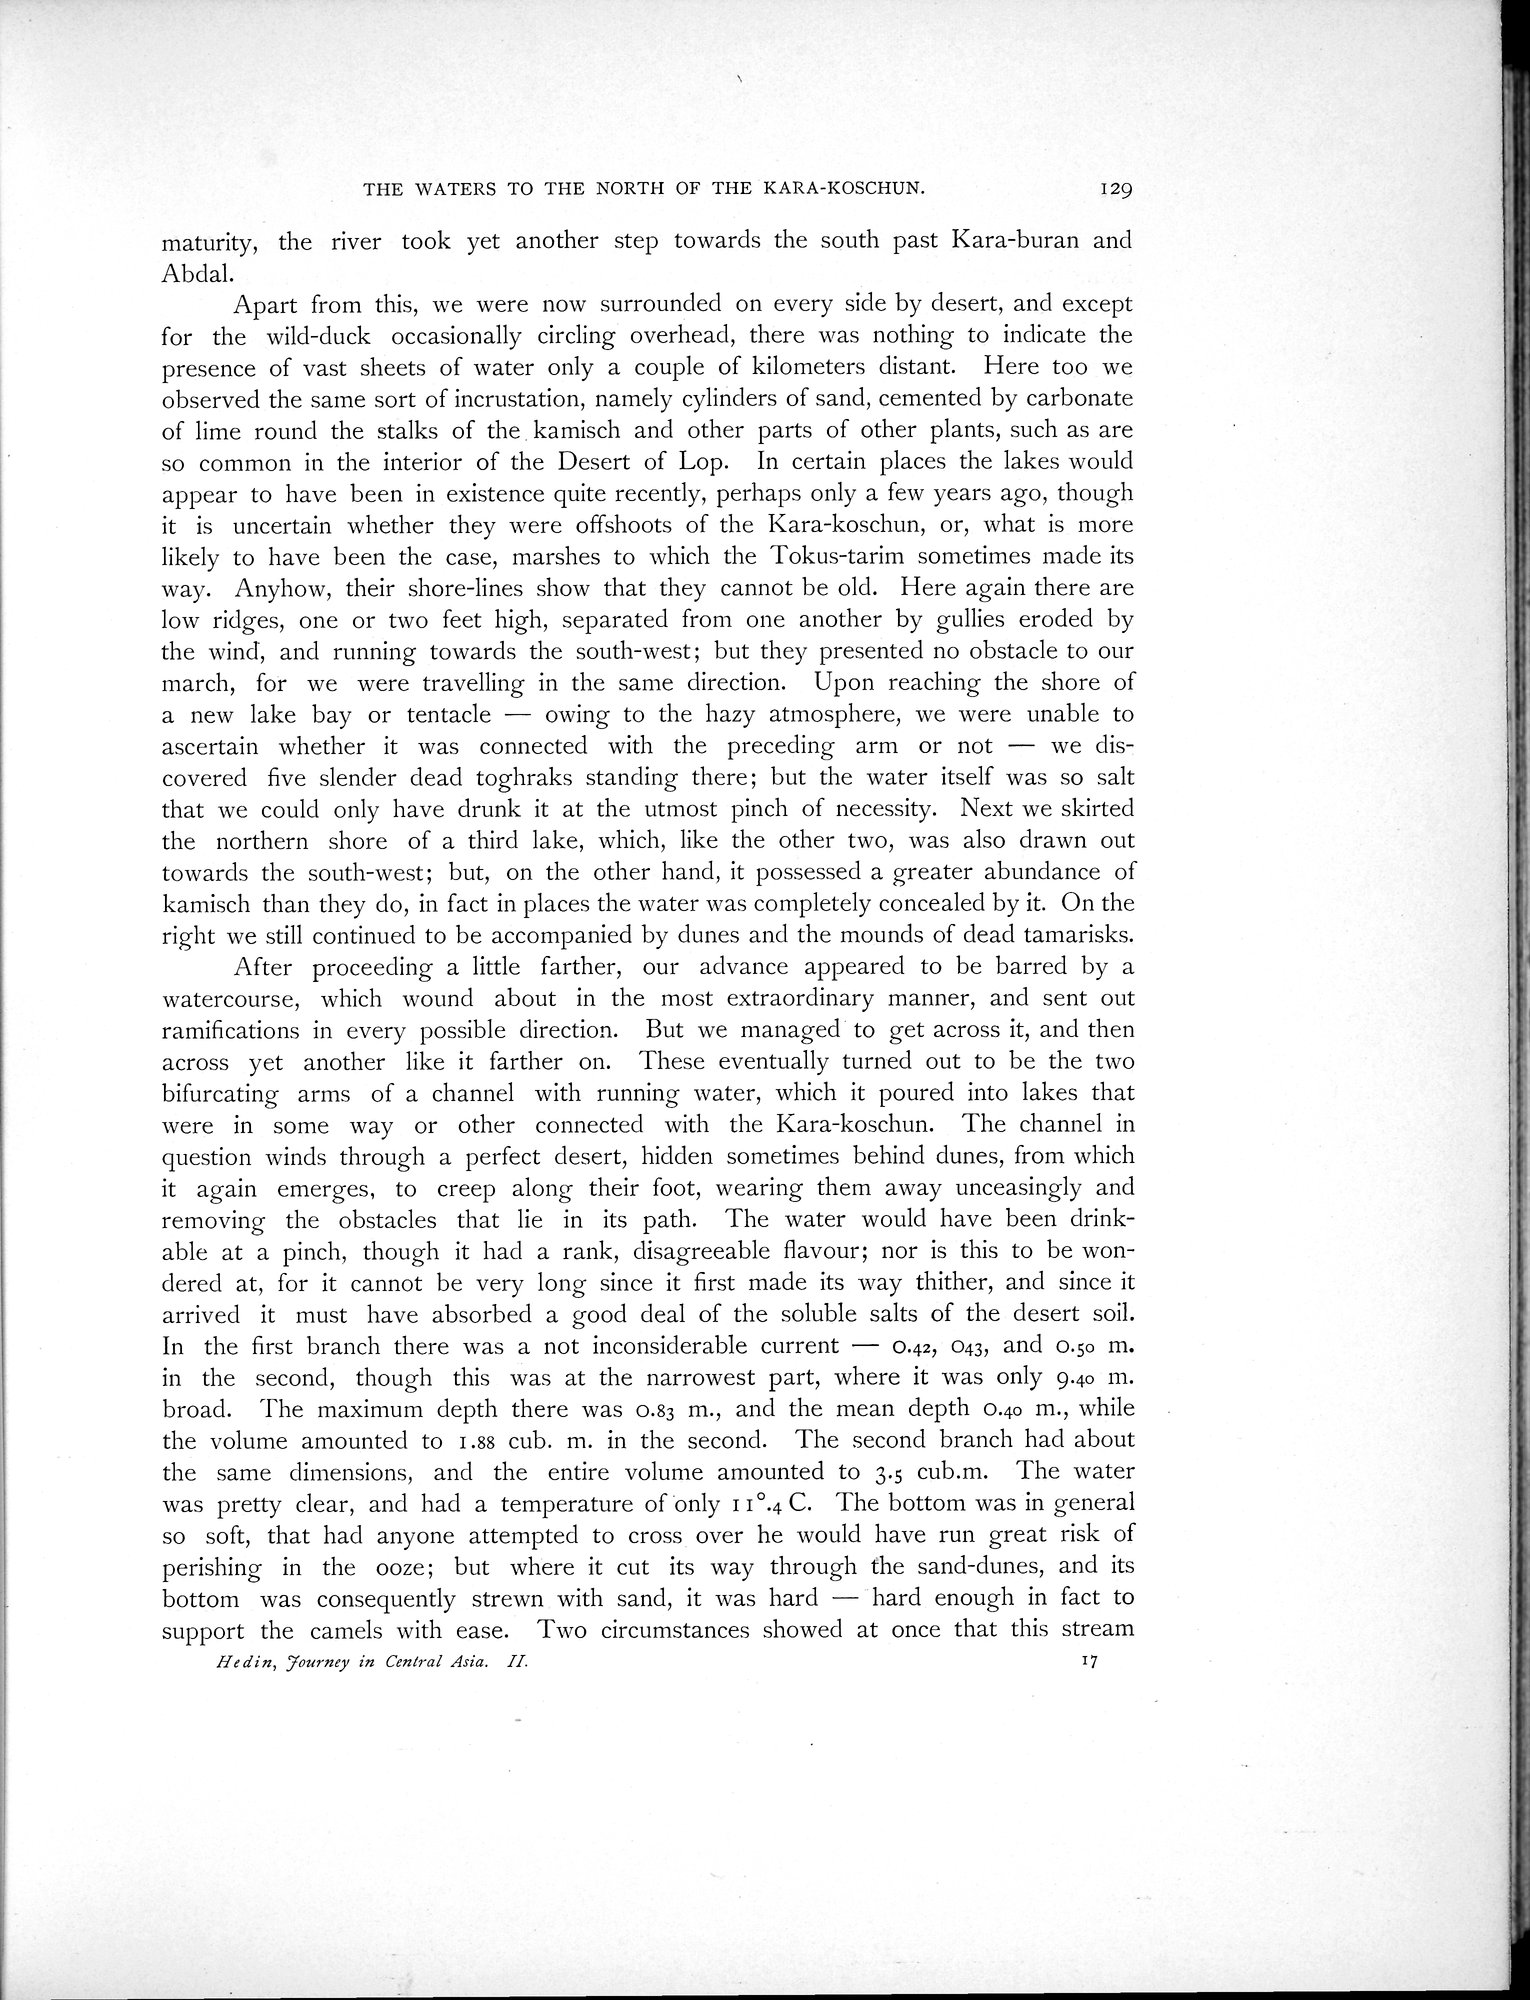 THE WATERS TO THE NORTH OF THE KARA-KOSCHUN. 129
maturity, the river took yet another step towards the south past Kara-buran and
Abdal.
Apart from this, we were now surrounded on every side by desert, and except
for the wild-duck occasionally circling overhead, there was nothing to indicate the
presence of vast sheets of water only a couple of kilometers distant. Here too we
observed the same sort of incrustation, namely cylinders of sand, cemented by carbonate
of lime round the stalks of the kamisch and other parts of other plants, such as are
so common in the interior of the Desert of Lop. In certain places the lakes would
appear to have been in existence quite recently, perhaps only a few years ago, though
it is uncertain whether they were offshoots of the Kara-koschun, or, what is more
likely to have been the case, marshes to which the Tokus-tarim sometimes made its
way. Anyhow, their shore-lines show that they cannot be old. Here again there are
low ridges, one or two feet high, separated from one another by gullies eroded by
the wind, and running towards the south-west; but they presented no obstacle to our
march, for we were travelling in the same direction. Upon reaching the shore of
a new lake bay or tentacle — owing to the hazy atmosphere, we were unable to
ascertain whether it was connected with the preceding arm or not — we dis-
covered five slender dead toghraks standing there; but the water itself was so salt
that we could only have drunk it at the utmost pinch of necessity. Next we skirted
the northern shore of a third lake, which, like the other two, was also drawn out
towards the south-west; but, on the other hand, it possessed a greater abundance of
kamisch than they do, in fact in places the water was completely concealed by it. On the
right we still continued to be accompanied by dunes and the mounds of dead tamarisks.
After proceeding a little farther, our advance appeared to be barred by a
watercourse, which wound about in the most extraordinary manner, and sent out
ramifications in every possible direction. But we managed to get across it, and then
across yet another like it farther on. These eventually turned out to be the two
bifurcating arms of a channel with running water, which it poured into lakes that
were in some way or other connected with the Kara-koschun. The channel in
question winds through a perfect desert, hidden sometimes behind dunes, from which
it again emerges, to creep along their foot, wearing them away unceasingly and
removing the obstacles that lie in its path. The water would have been drink-
able at a pinch, though it had a rank, disagreeable flavour; nor is this to be won-
dered at, for it cannot be very long since it first made its way thither, and since it
arrived it must have absorbed a good deal of the soluble salts of the desert soil.
In the first branch there was a not inconsiderable current — 0.42, 043, and 0.50 m.
in the second, though this was at the narrowest part, where it was only 9.40 m.
broad. The maximum depth there was 0.83 m., and the mean depth 0.40 m., while
the volume amounted to 1.88 cub. m. in the second. The second branch had about
the same dimensions, and the entire volume amounted to 3.5 cub.m. The water
was pretty clear, and had a temperature of only 11°.4 C. The bottom was in general
so soft, that had anyone attempted to cross over he would have run great risk of
perishing in the ooze; but where it cut its way through the sand-dunes, and its
bottom was consequently strewn with sand, it was hard — hard enough in fact to
support the camels with ease. Two circumstances showed at once that this stream
Hedin, Journey in Central Asia. II. 17